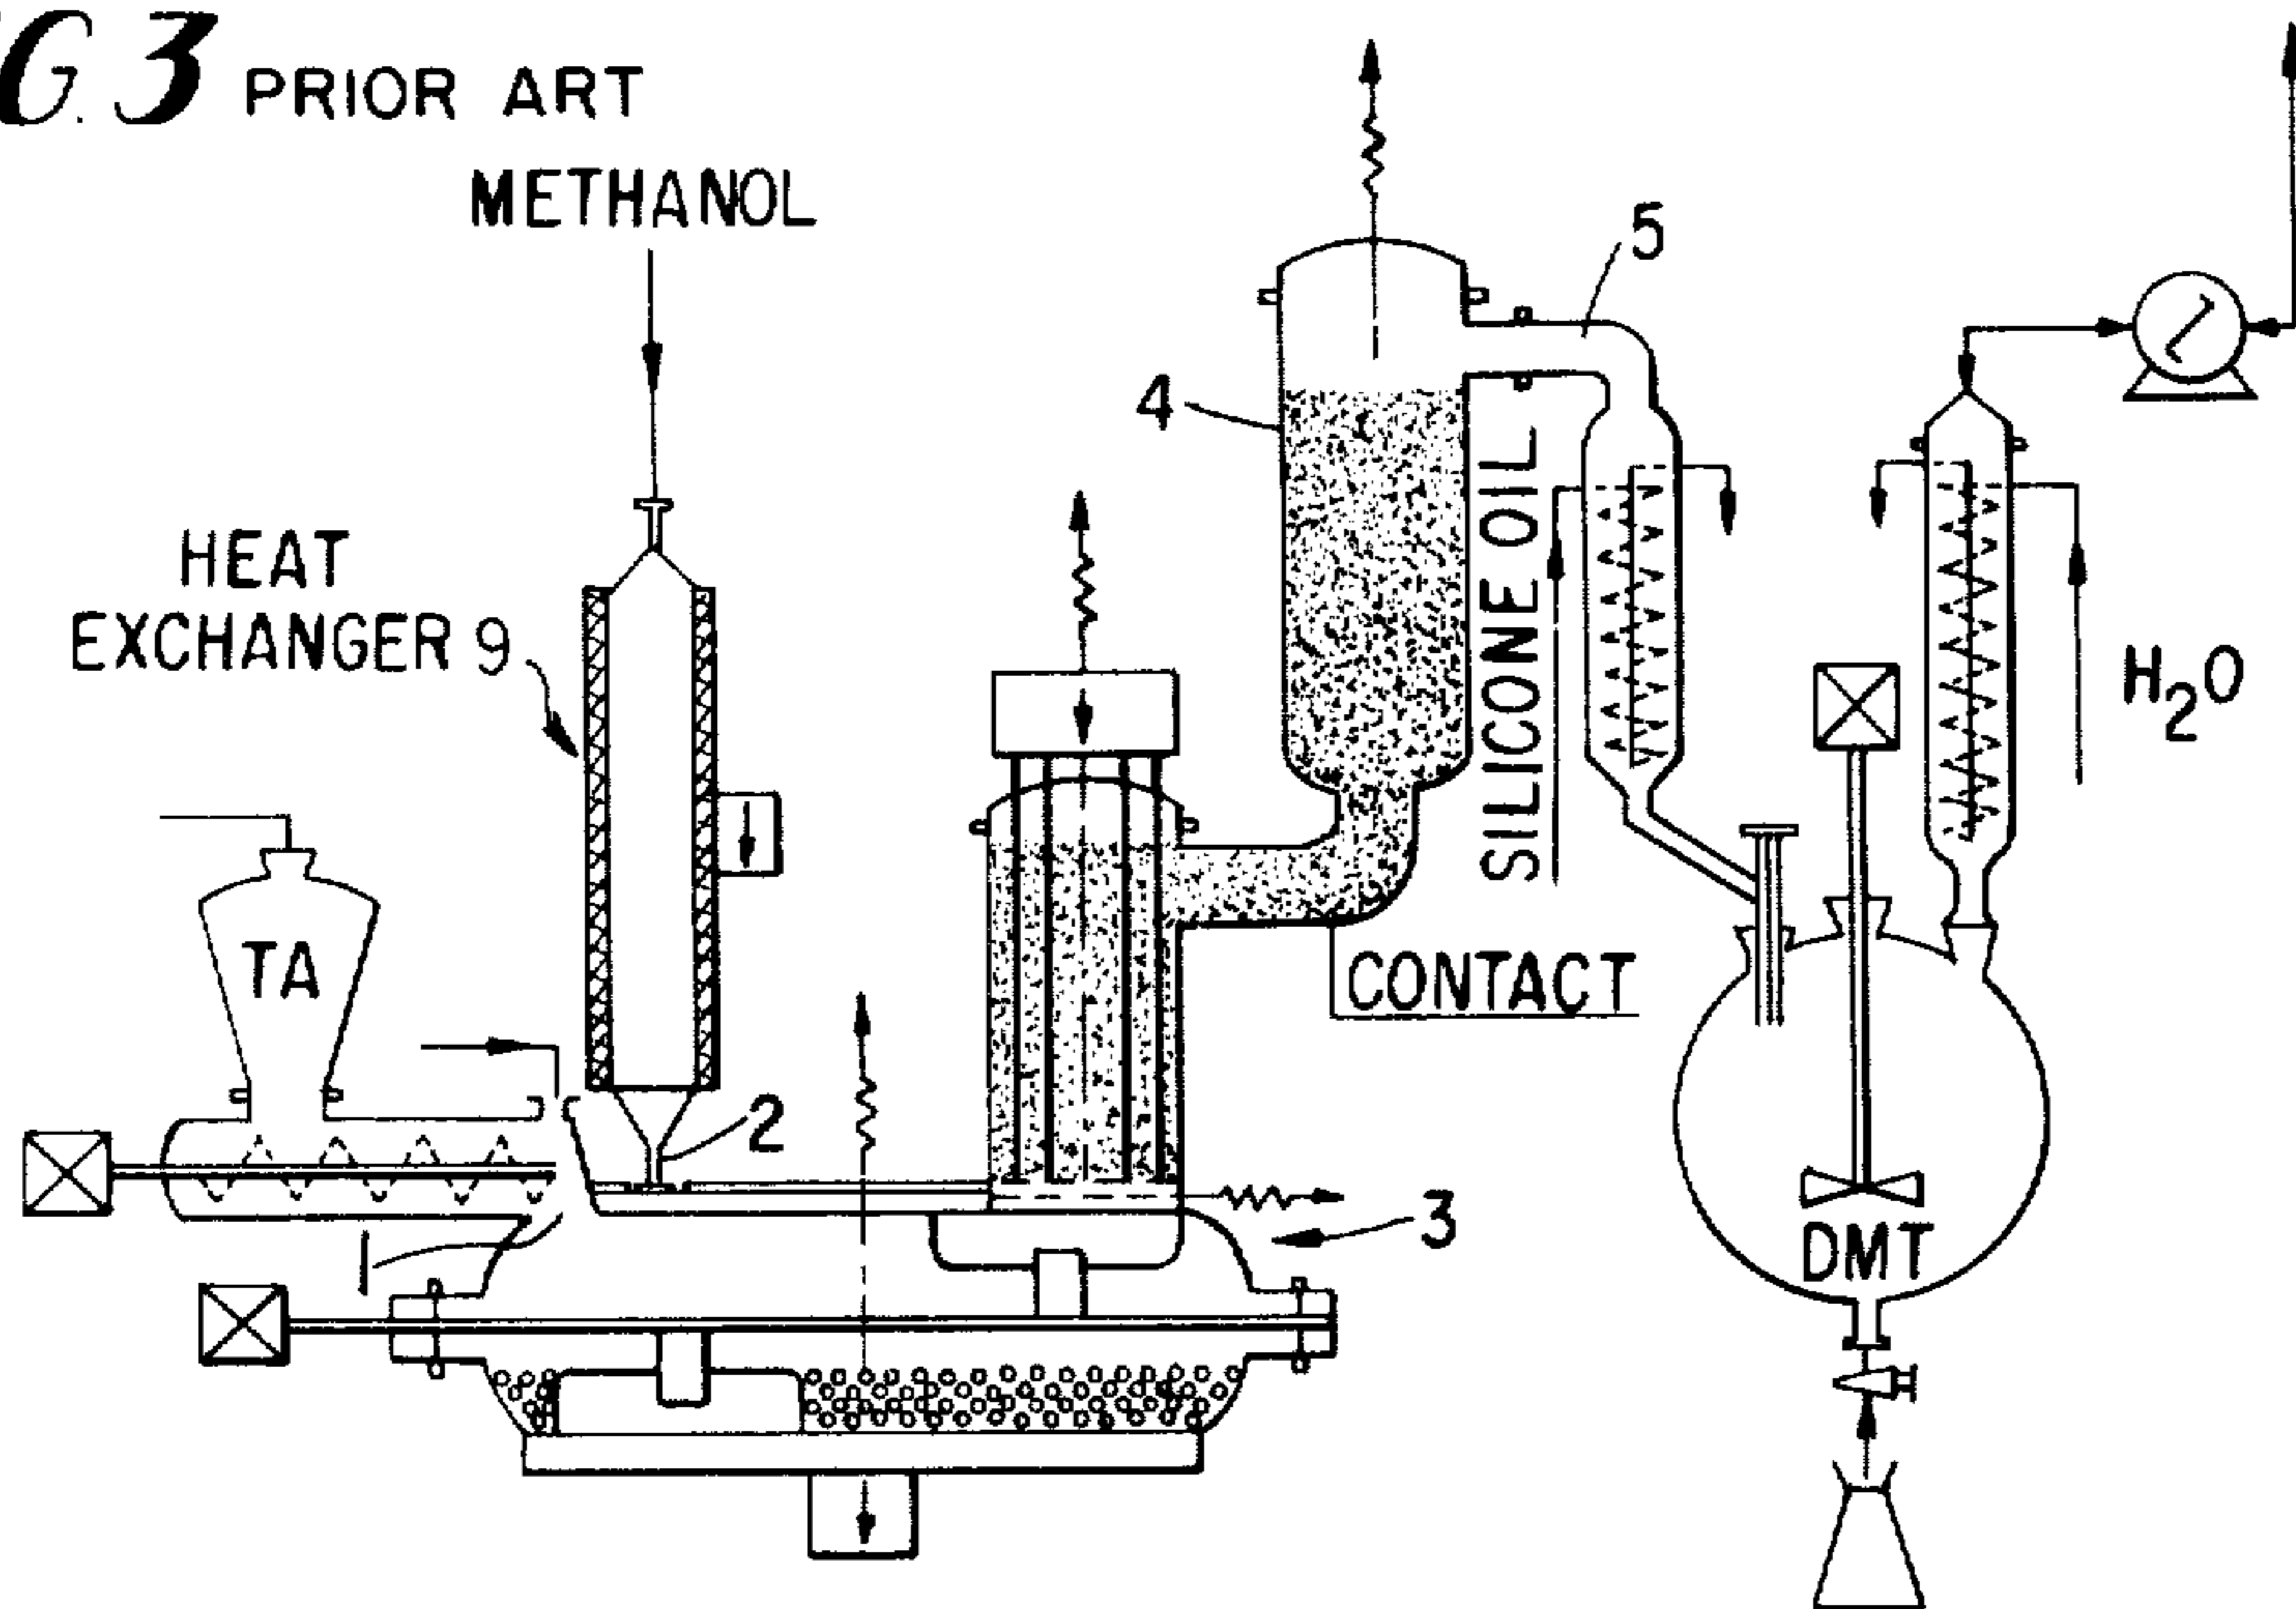 G. 3 PRIOR ART
METHANOL
5
4
HEAT
EXCHANGER 9
SILICONE OIL
H2O
TA
CONTACT
2
3
1
DMT